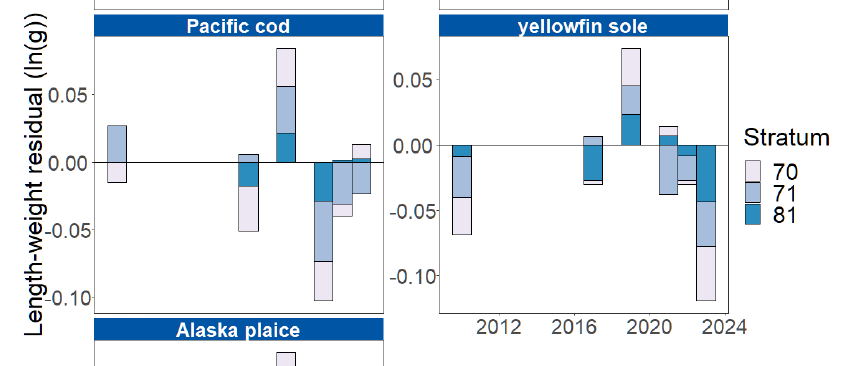 Pacific cod
yellowfin sole
Length-weight residual (ln(g))
0.05
0.00
-0.05
-0.10
0.05
0.00
-0.05
-0.10
2012 2016 2020 2024
Stratum
70
71
81
Alaska plaice